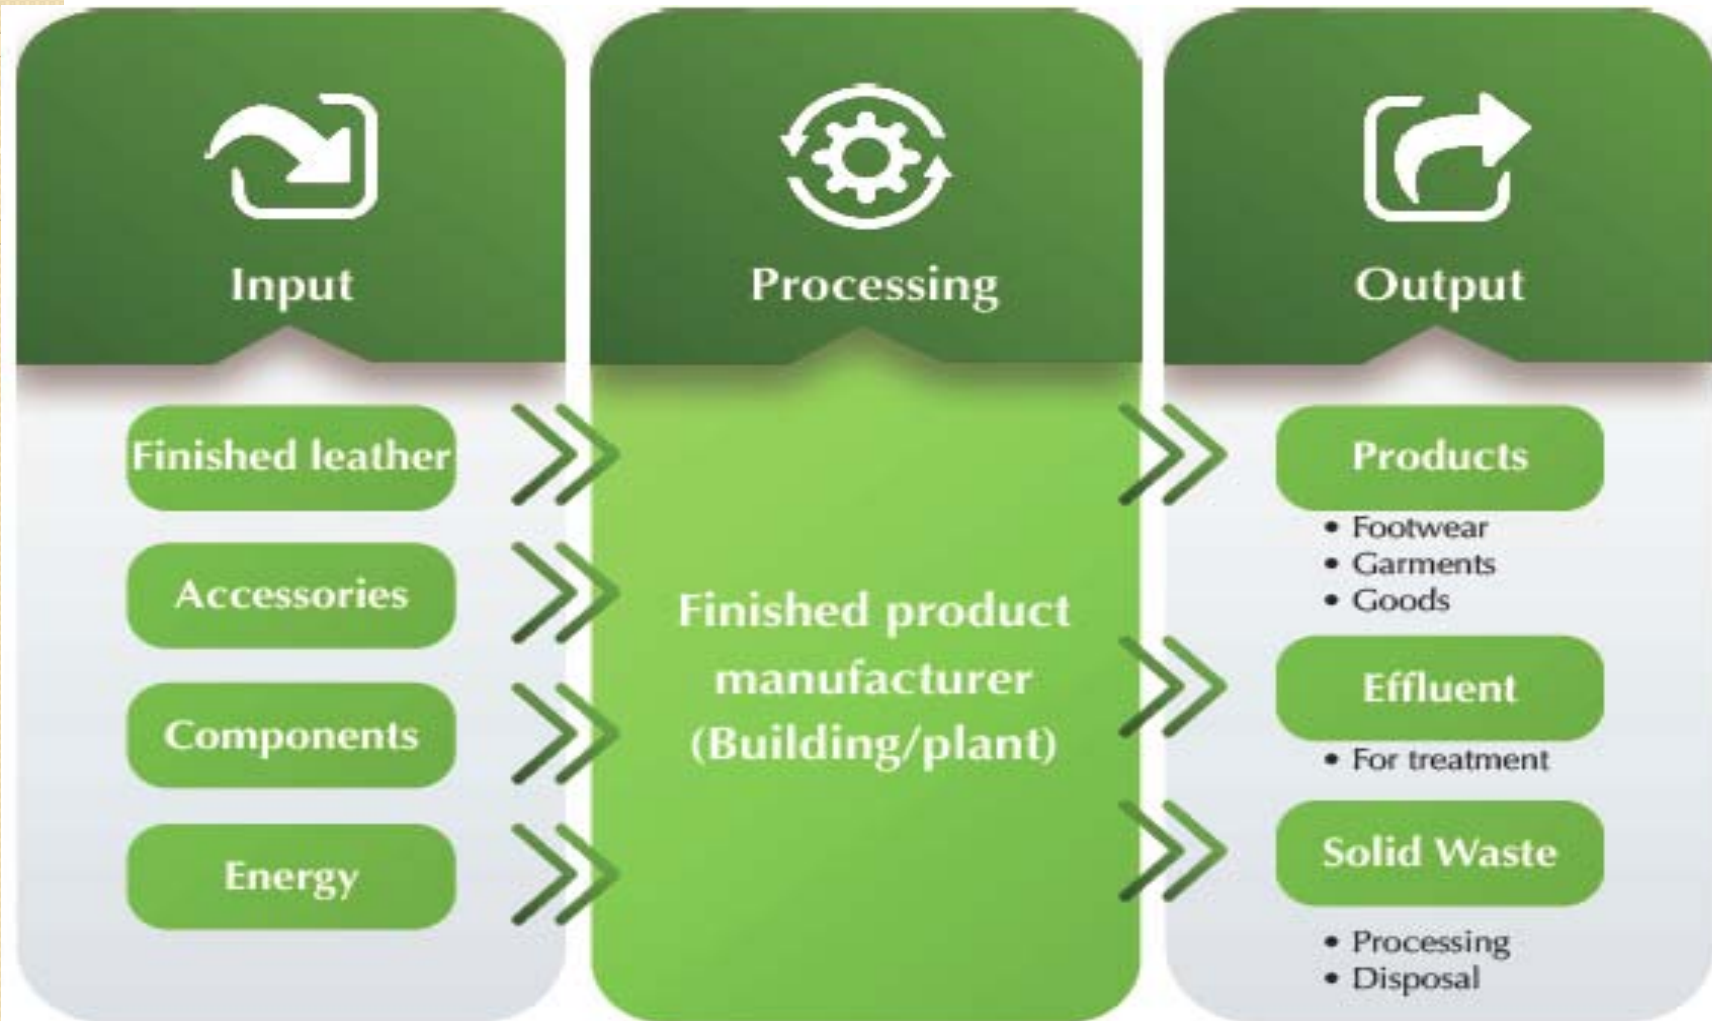 Input
Finished leather
Accessories
Components
Energy
Processing
Finished product
manufacturer
(Building/plant)
Output
Products
• Footwear
• Garments
• Goods
Effluent
• For treatment
Solid Waste
• Processing
• Disposal